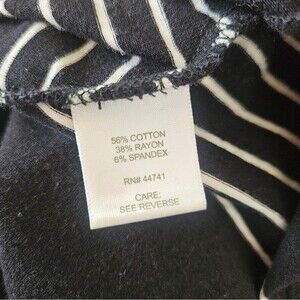 56% COTTON
38% RAYON
6% SPANDEX
RN# 44741
CARE:
SEE REVERSE